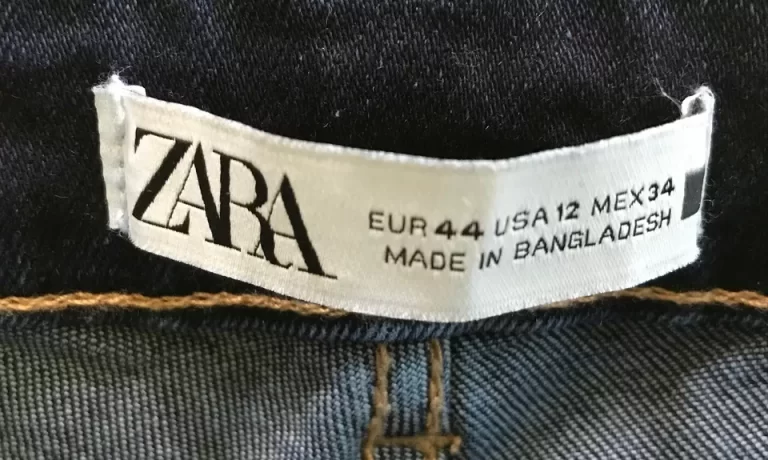 ZARA
EUR 44 USA 12 MEX 34
MADE IN BANGLADESH